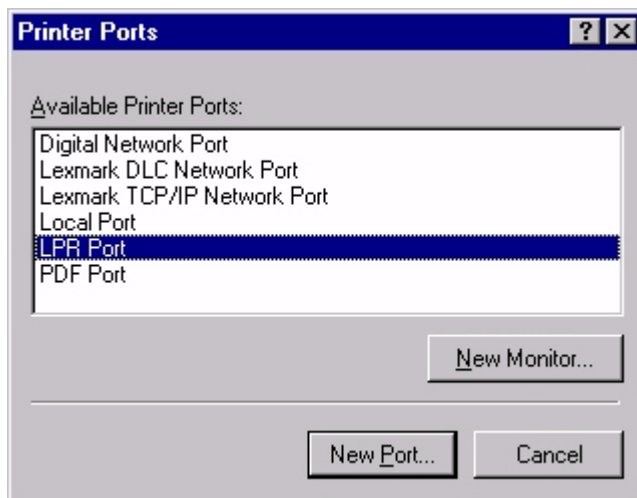 Printer Ports
Available Printer Ports:
Digital Network Port
Lexmark DLC Network Port
Lexmark TCP/IP Network Port
Local Port
LPR Port
PDF Port
New Monitor...
New Port...
Cancel